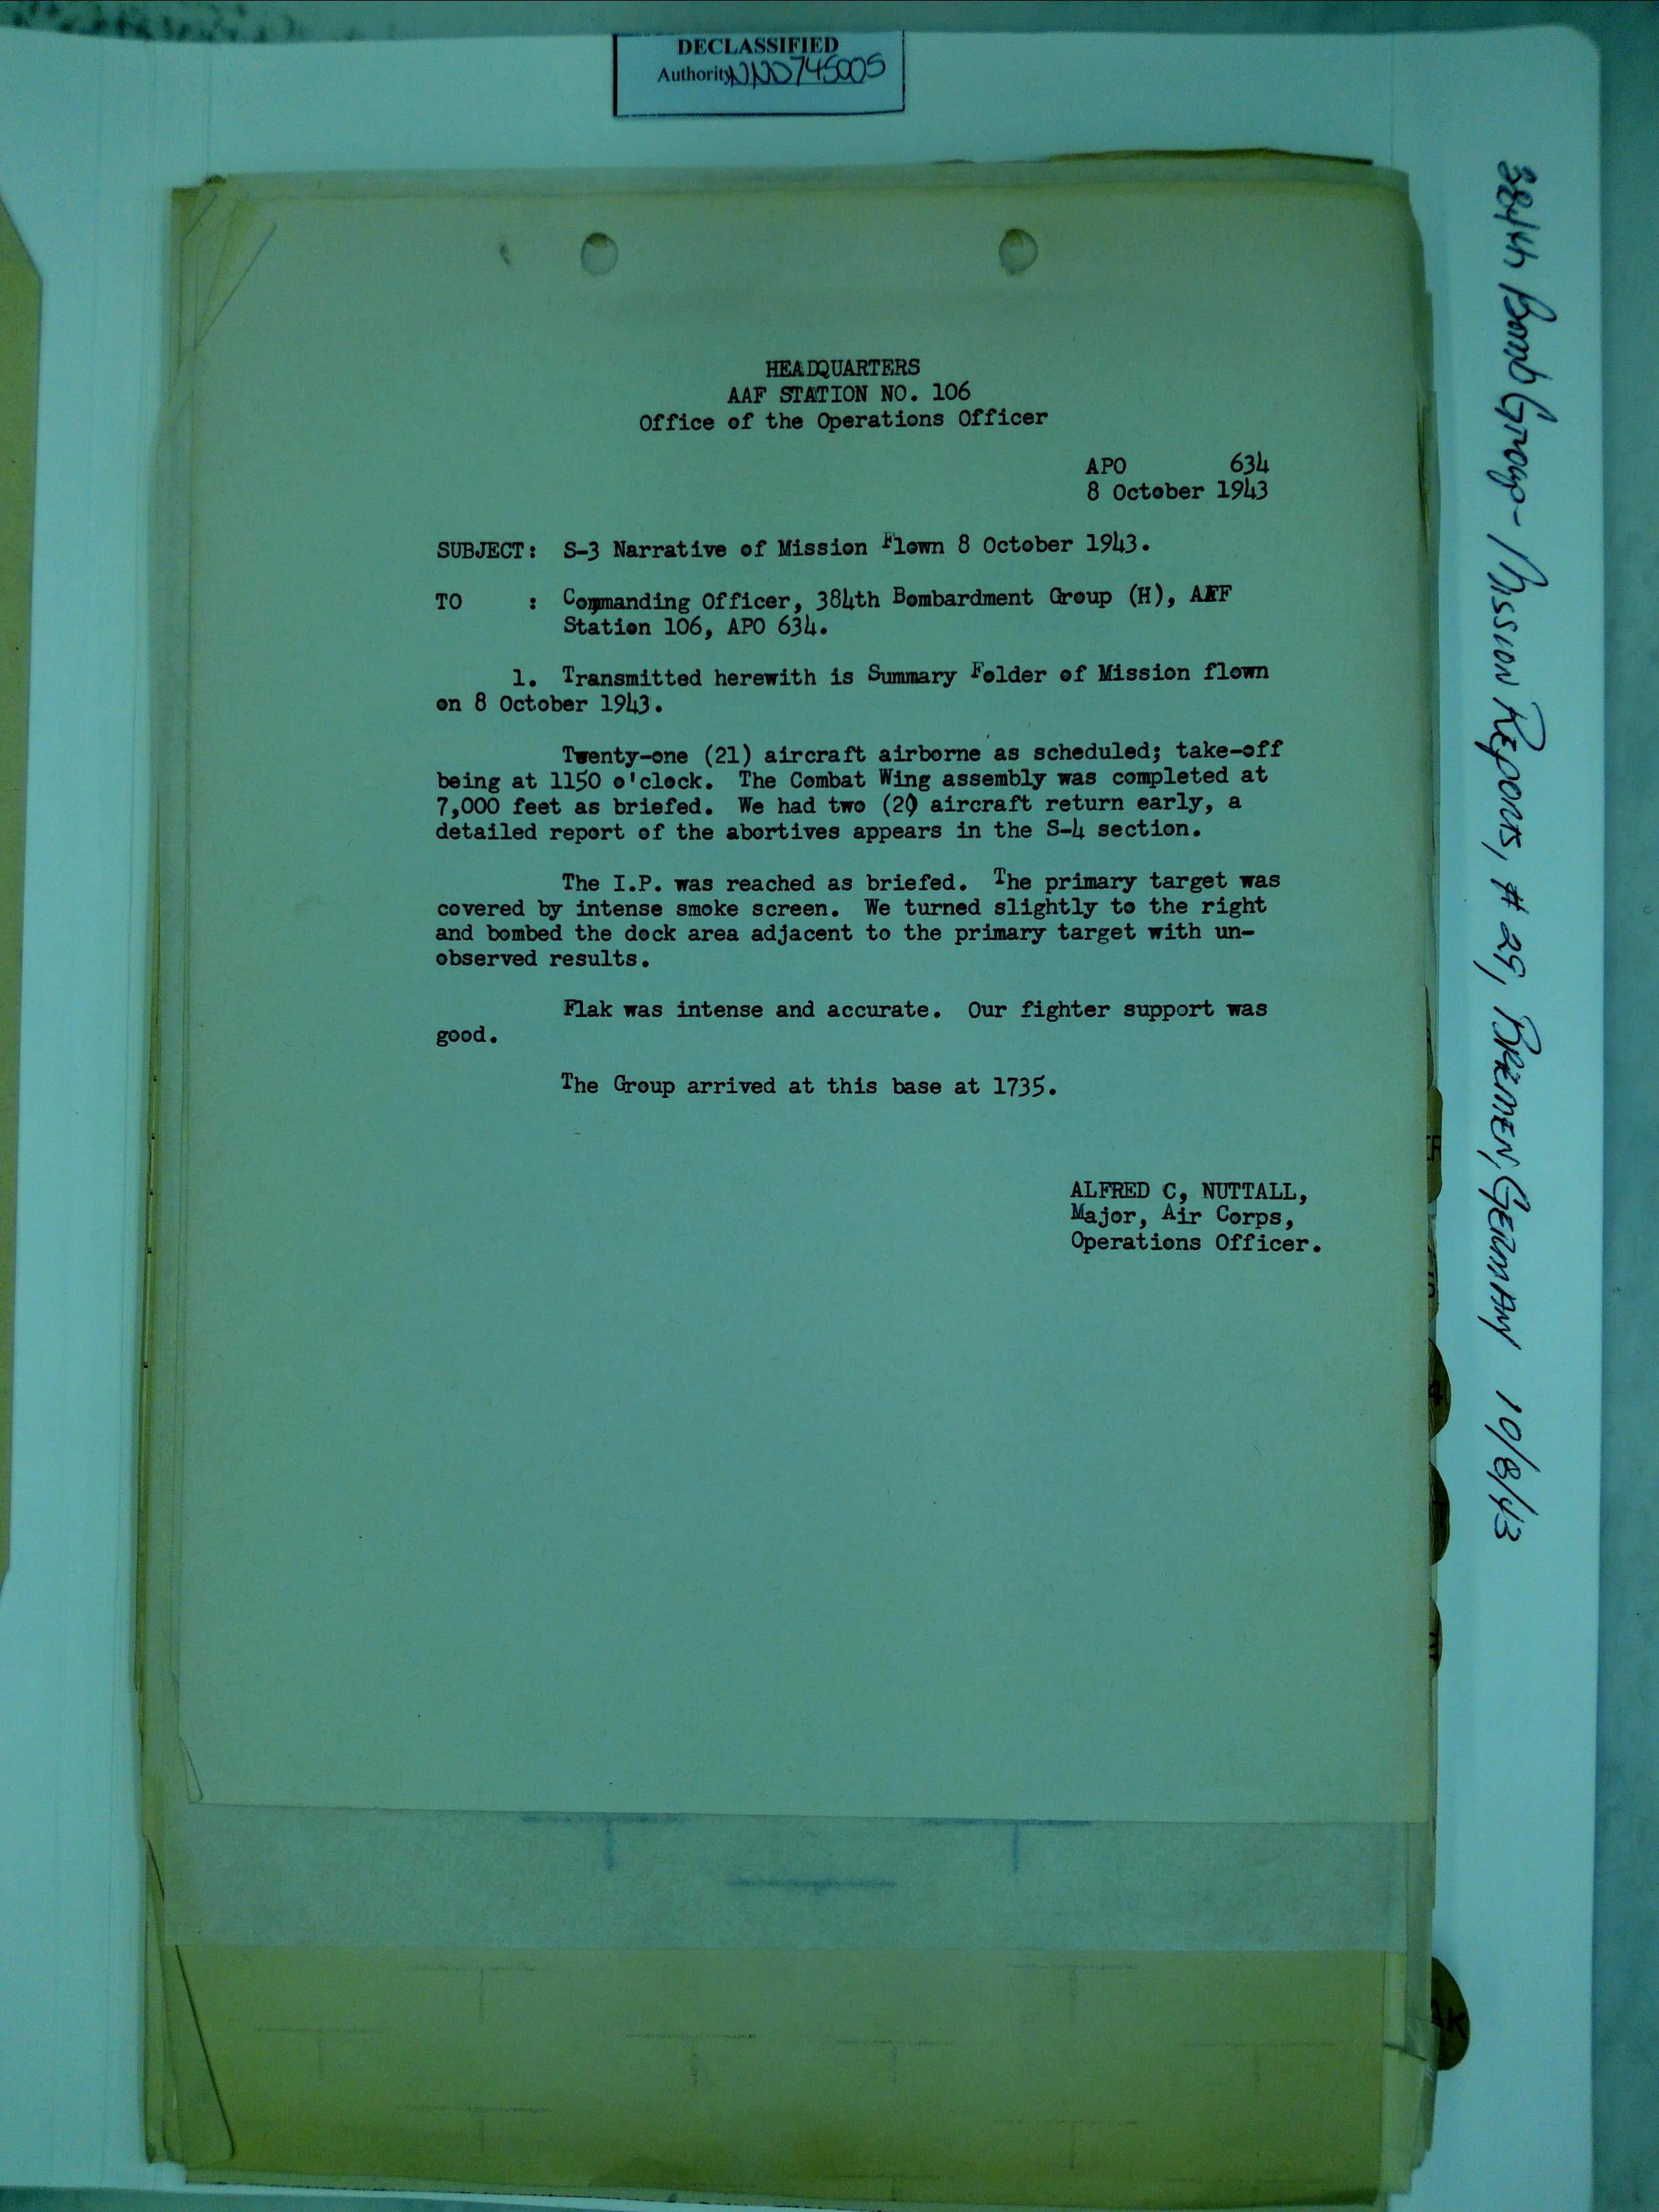 DECLASSIFIED
Authority NND745005
HEADQUARTERS
AAF STATION NO. 106
Office of the Operations Officer
APO 634
8 October 1943
SUBJECT: S-3 Narrative of Mission Flown 8 October 1943.
TO : Commanding Officer, 384th Bombardment Group (H), AAF
Station 106, APO 634.
1. Transmitted herewith is Summary Folder of Mission flown
on 8 October 1943.
Twenty-one (21) aircraft airborne as scheduled; take-off
being at 1150 o'clock. The Combat Wing assembly was completed at
7,000 feet as briefed. We had two (2) aircraft return early, a
detailed report of the abortives appears in the S-4 section.
The I.P. was reached as briefed. The primary target was
covered by intense smoke screen. We turned slightly to the right
and bombed the dock area adjacent to the primary target with un-
observed results.
Flak was intense and accurate. Our fighter support was
good.
The Group arrived at this base at 1735.
ALFRED C, NUTTALL,
Major, Air Corps,
Operations Officer.
384th Bomb Group - Mission Reports, # 29, Bremen, Germany 10/8/43